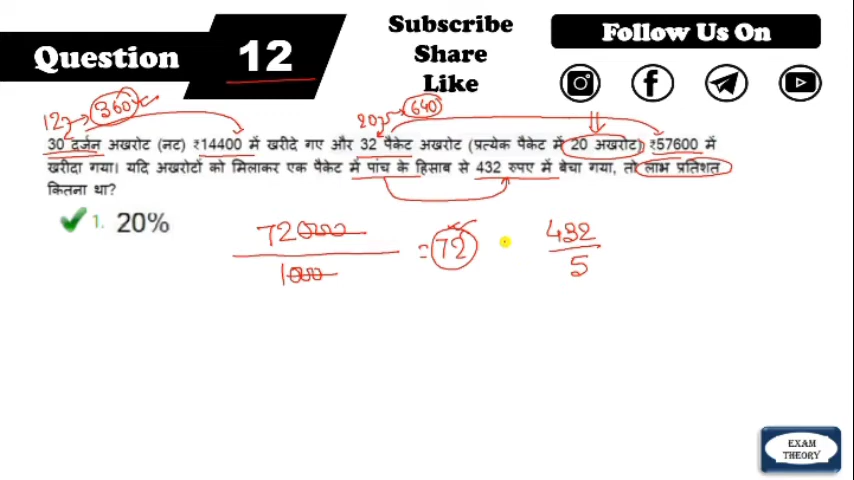 Question 12
Subscribe
Share
Like
Follow Us On
12 → 360
20 → 640
30 दर्जन अखरोट (नट) ₹14400 में खरीदे गए और 32 पैकेट अखरोट (प्रत्येक पैकेट में 20 अखरोट) ₹57600 में
खरीदा गया। यदि अखरोटों को मिलाकर एक पैकेट में पांच के हिसाब से 432 रुपए में बेचा गया, तो लाभ प्रतिशत
कितना था?
1. 20%
72000
1000
= 72
432
5
EXAM
THEORY